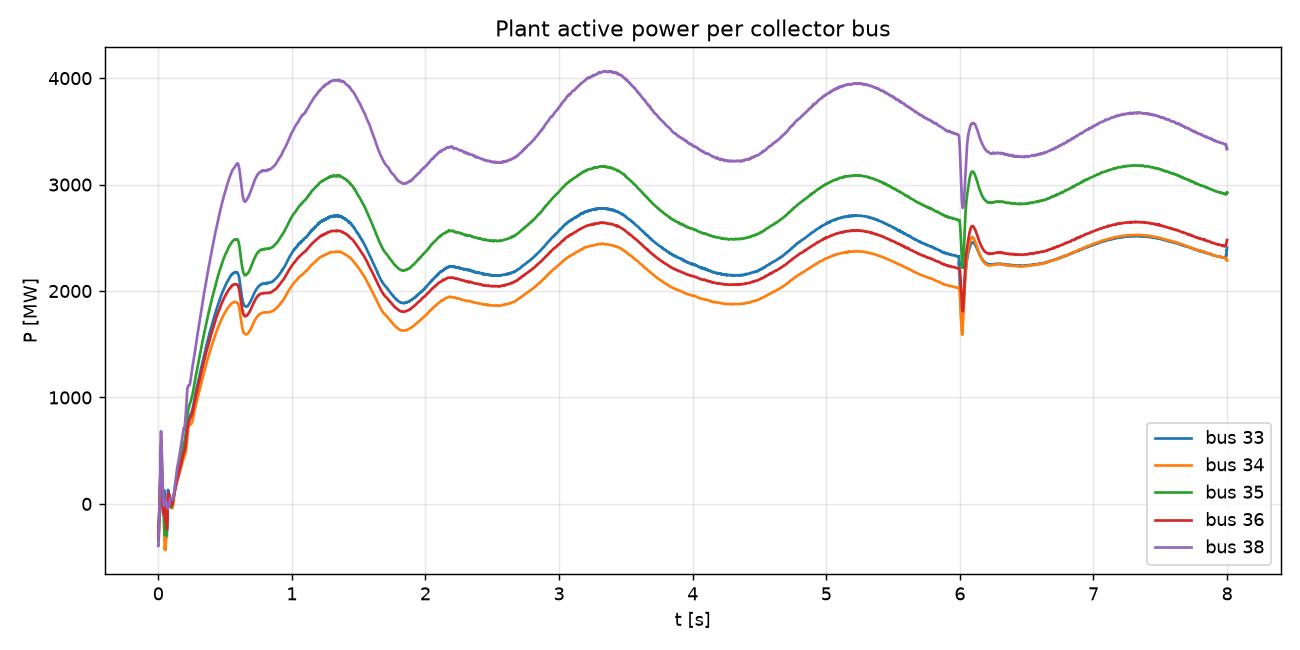 Plant active power per collector bus
P [MW]
4000
3000
2000
1000
0
0 1 2 3 4 5 6 7 8
t [s]
bus 33
bus 34
bus 35
bus 36
bus 38